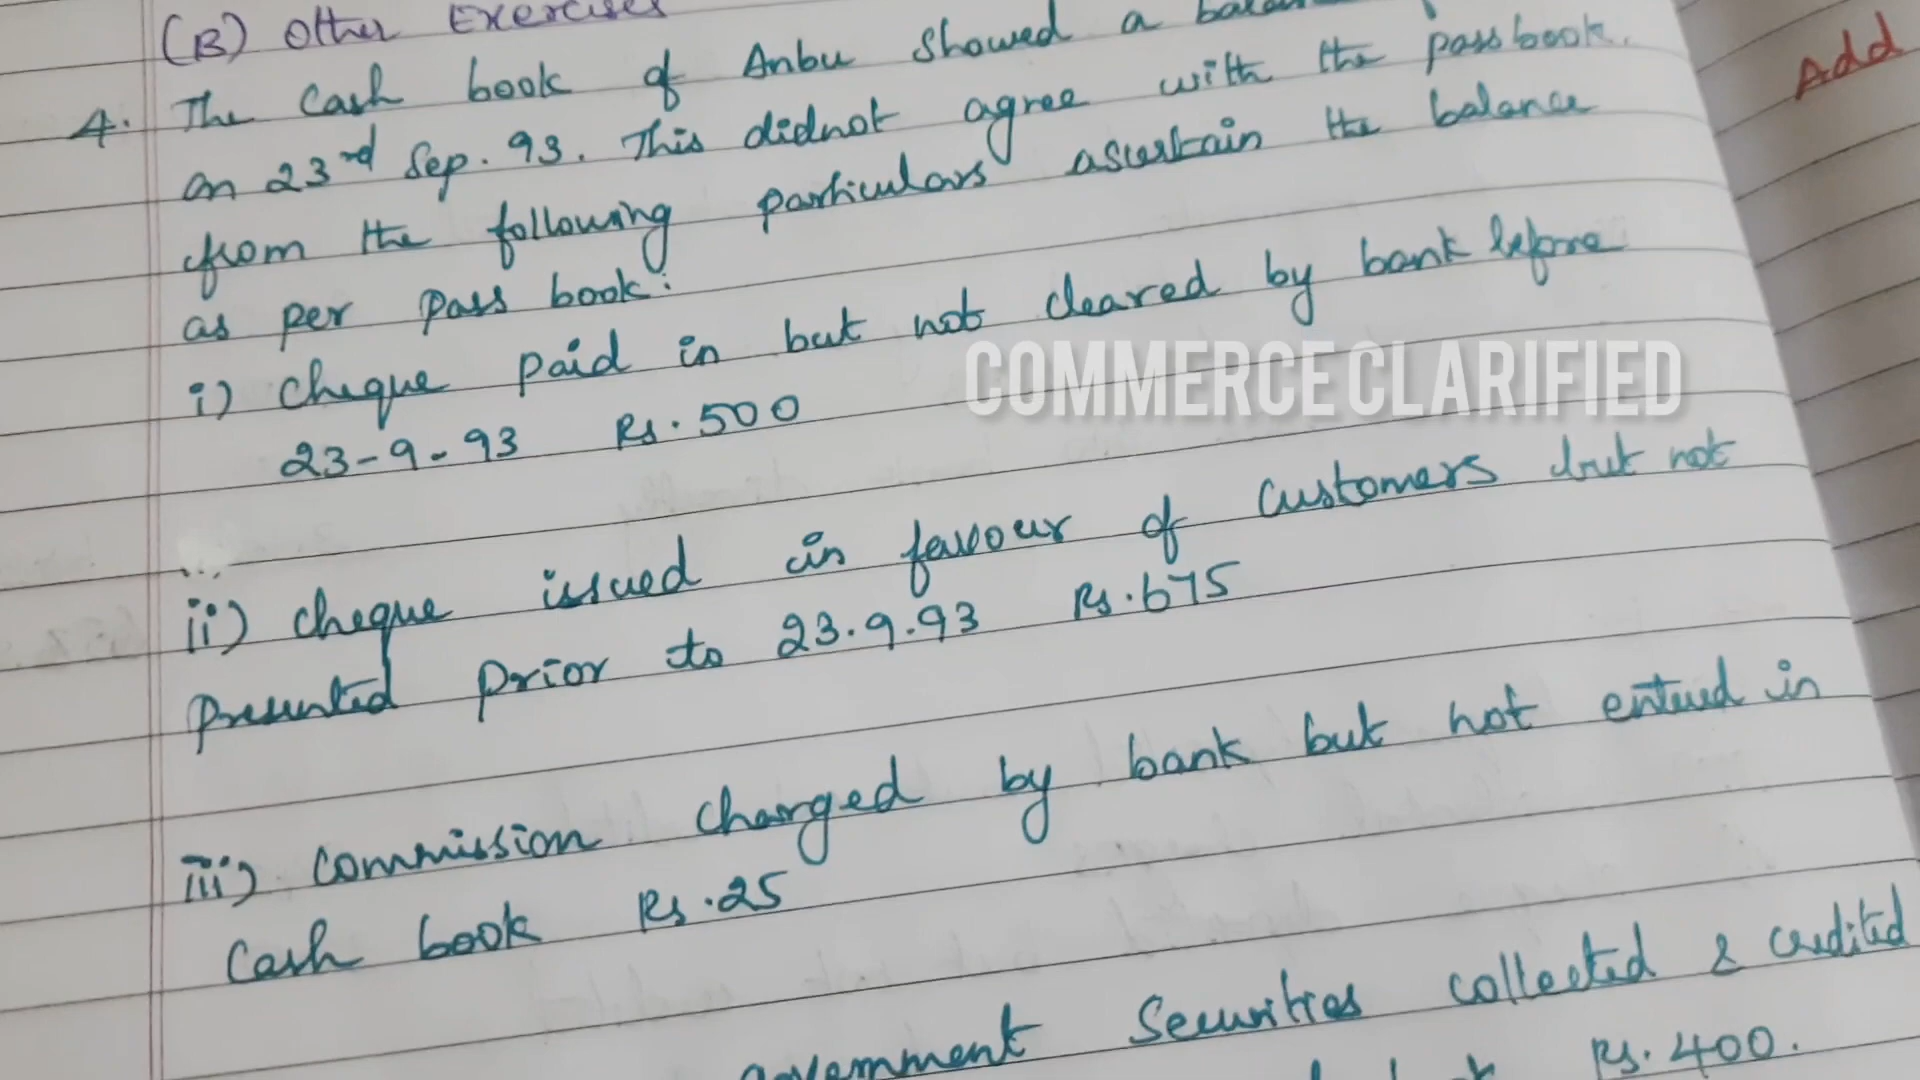 (B) Other Exercises
4. The Cash book of Anbu Showed a
on 23rd Sep. 93. This didnot agree with the passbook.
from the following particulars ascertain the balance
as per Pass book:
i) Cheque paid in but not cleared by bank before
23-9-93 Rs. 500
ii) Cheque issued in favour of Customers but not
Presented Prior to 23.9.93 Rs. 675
iii) Commission charged by bank but not entered in
Cash book Rs. 25
Government Securities collected & credited
Rs. 400.
Add
COMMERCE CLARIFIED